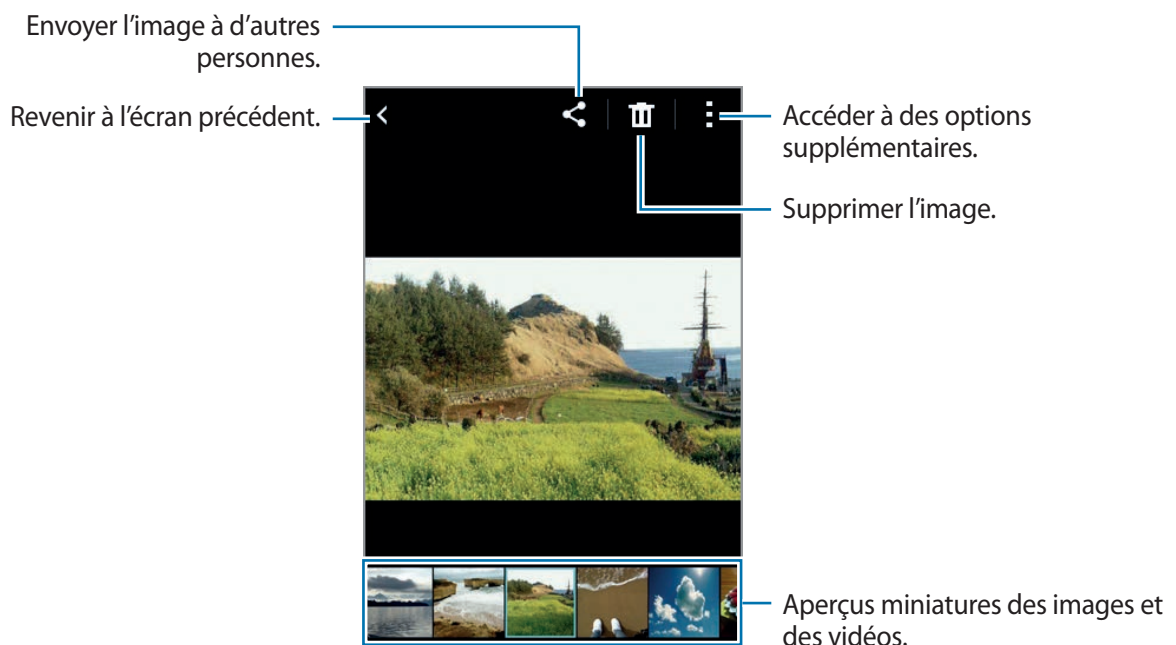 Envoyer l’image à d’autres
personnes.
Revenir à l’écran précédent.
Accéder à des options
supplémentaires.
Supprimer l’image.
Aperçus miniatures des images et
des vidéos.